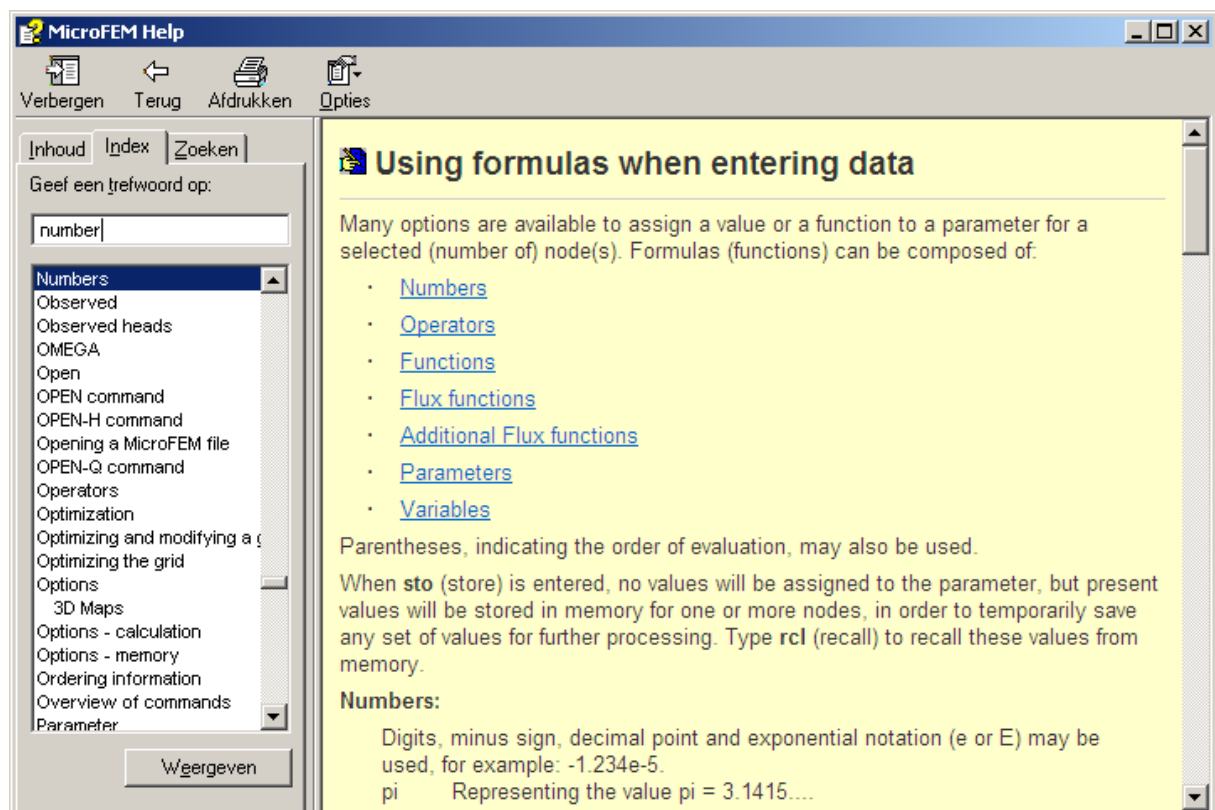 MicroFEM Help
Verbergen Terug Afdrukken Opties
Inhoud Index Zoeken
Geef een trefwoord op:
number
Numbers
Observed
Observed heads
OMEGA
Open
OPEN command
OPEN-H command
Opening a MicroFEM file
OPEN-Q command
Operators
Optimization
Optimizing and modifying a
Optimizing the grid
Options
3D Maps
Options - calculation
Options - memory
Ordering information
Overview of commands
Parameter
Weergeven
Using formulas when entering data
Many options are available to assign a value or a function to a parameter for a
selected (number of) node(s). Formulas (functions) can be composed of:
· Numbers
· Operators
· Functions
· Flux functions
· Additional Flux functions
· Parameters
· Variables
Parentheses, indicating the order of evaluation, may also be used.
When sto (store) is entered, no values will be assigned to the parameter, but present
values will be stored in memory for one or more nodes, in order to temporarily save
any set of values for further processing. Type rcl (recall) to recall these values from
memory.
Numbers:
Digits, minus sign, decimal point and exponential notation (e or E) may be
used, for example: -1.234e-5.
pi Representing the value pi = 3.1415....